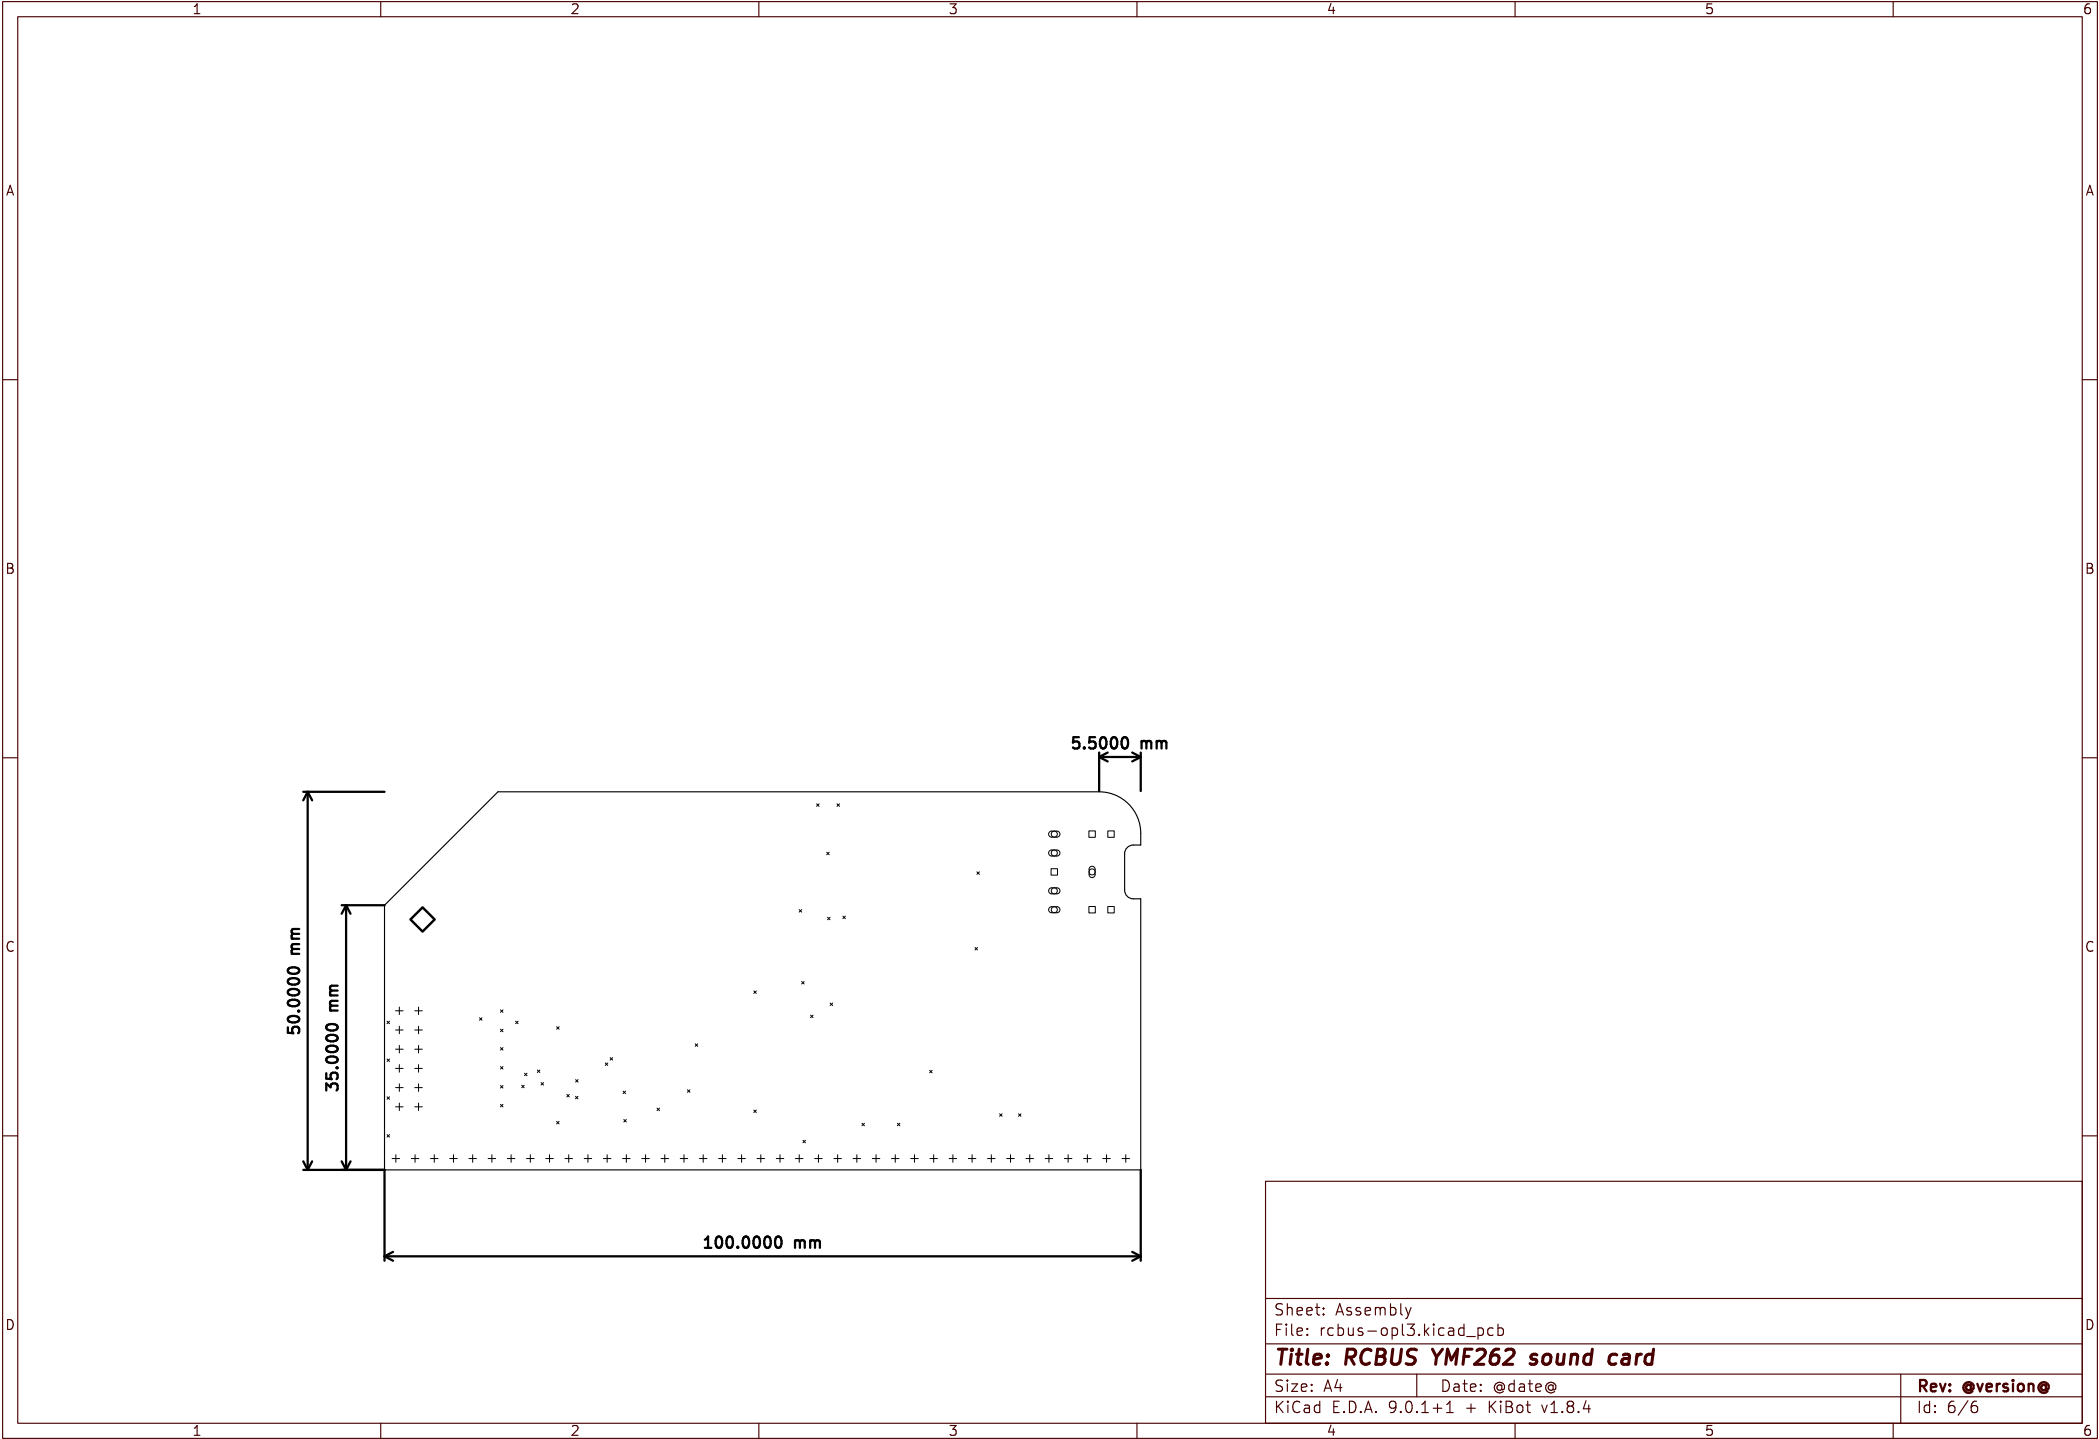 1 2 3 4 5 6
A A
B B
5.5000 mm
50.0000 mm
35.0000 mm
C C
100.0000 mm
Sheet: Assembly
File: rcbus-opl3.kicad_pcb
D D
Title: RCBUS YMF262 sound card
Size: A4 Date: @date@ Rev: @version@
KiCad E.D.A. 9.0.1+1 + KiBot v1.8.4 Id: 6/6
1 2 3 4 5 6